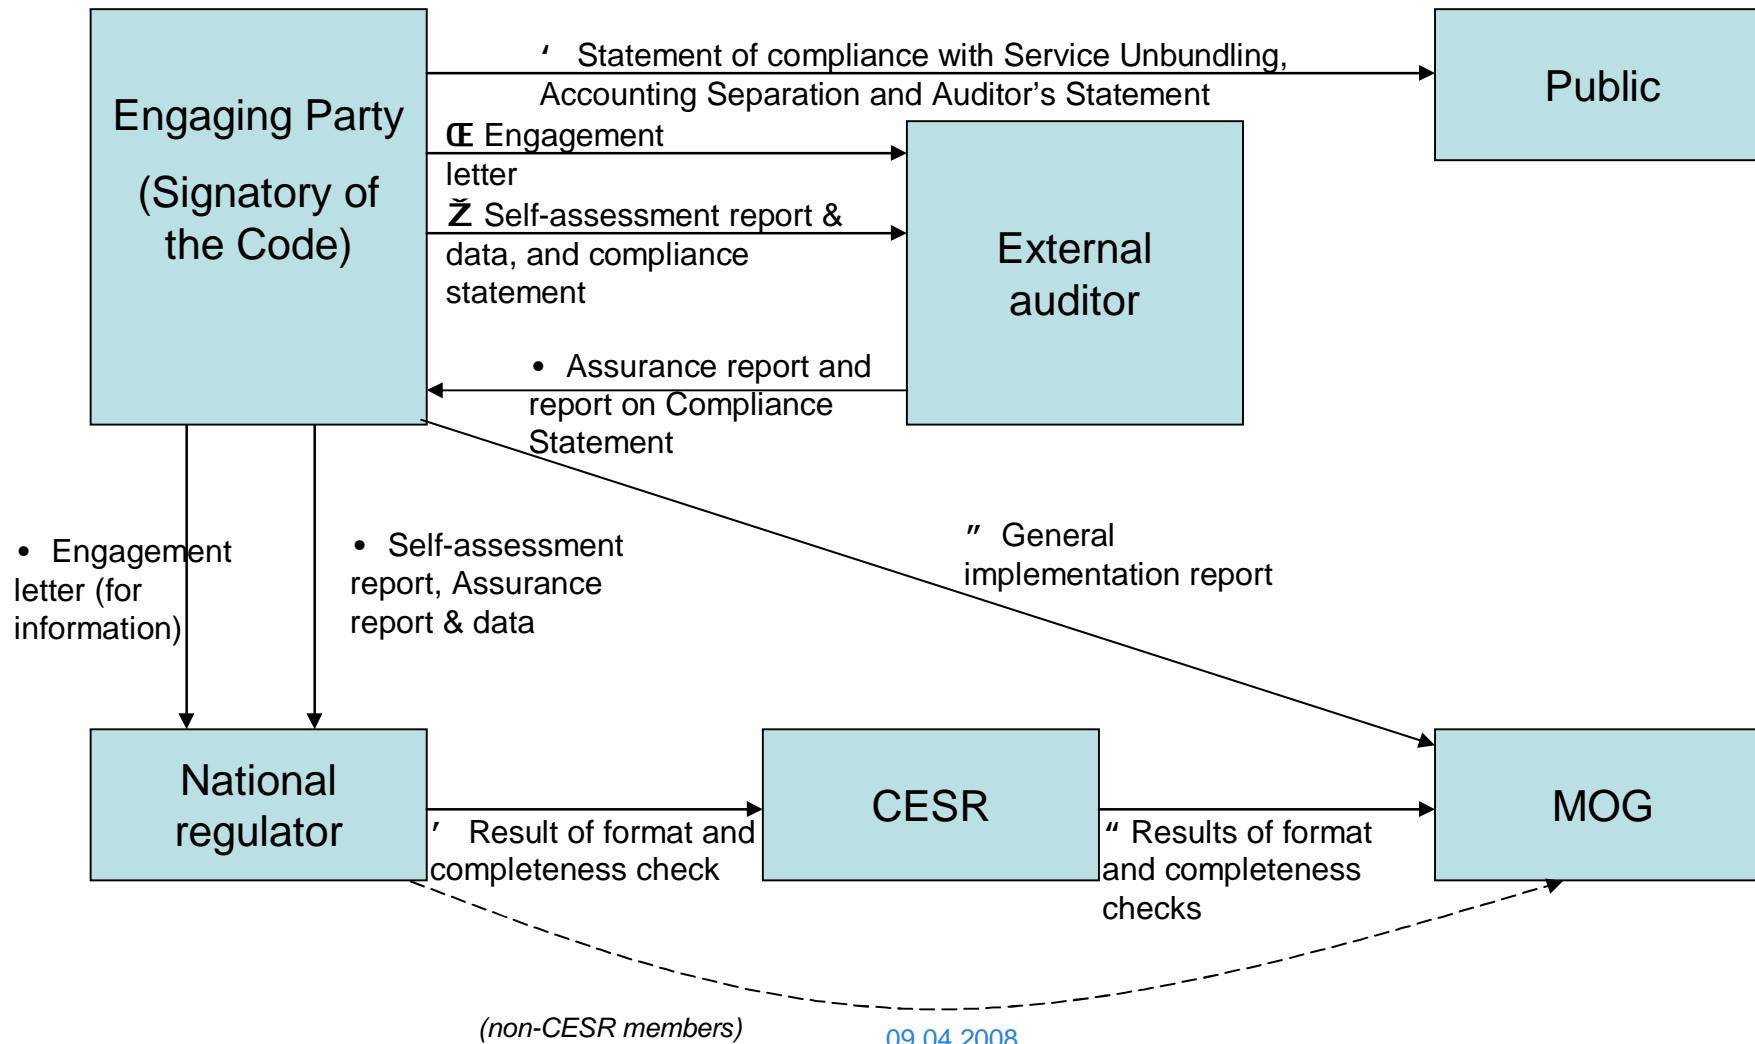 Engaging Party
(Signatory of
the Code)
‘ Statement of compliance with Service Unbundling,
Accounting Separation and Auditor’s Statement
Public
Œ Engagement
letter
Ž Self-assessment report &
data, and compliance
statement
External
auditor
• Assurance report and
report on Compliance
Statement
• Engagement
letter (for
information)
• Self-assessment
report, Assurance
report & data
” General
implementation report
National
regulator
’ Result of format and
completeness check
CESR
“ Results of format
and completeness
checks
MOG
(non-CESR members)
09.04.2008